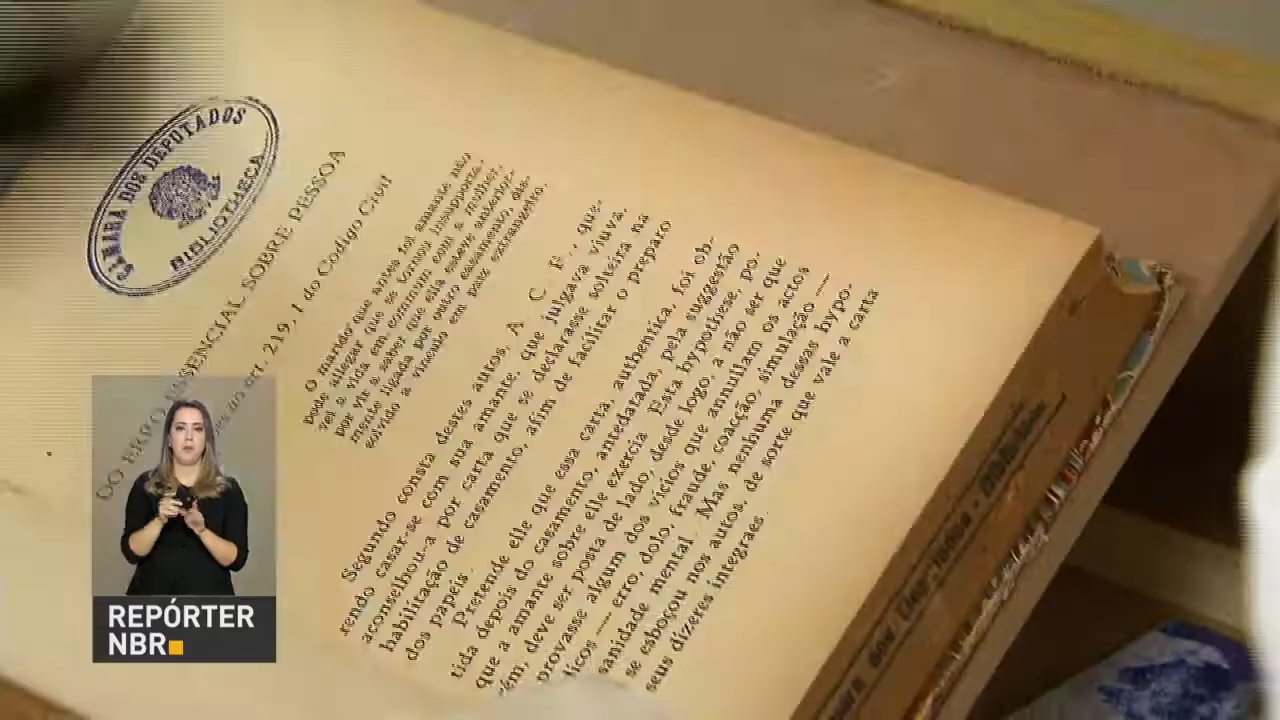 CAMARA DOS DEPUTADOS
BIBLIOTHECA
DO ERRO ESSENCIAL SOBRE PESSOA
ao art. 219, I do Codigo Civil
O marido que antes foi amante não
pode allegar que se tornou insupporta-
vel a vida em commum com a mulher,
por vir a saber que ella esteve anterior-
mente ligada por outro casamento, dis-
solvido a vinculo em paiz extrangeiro.
Segundo consta destes autos, A. C. F., que-
rendo casar-se com sua amante, que julgava viuva,
aconselhou-a por carta que se declarasse solteira na
habilitação de casamento, afim de facilitar o preparo
dos papéis.
Pretende elle que essa carta, authentica, foi ob-
tida depois do casamento, antedatada, pela suggestão
que a amante sobre elle exercia. Esta hypothese, po-
ém, deve ser posta de lado, desde logo, a não ser que
provasse algum dos vicios que annullam os actos
ticos — erro, dolo, fraude, coacção, simulação —
sanidade mental. Mas nenhuma dessas hypo-
se esboçou nos autos, de sorte que vale a carta
seus dizeres integraes.
REPÓRTER
NBR